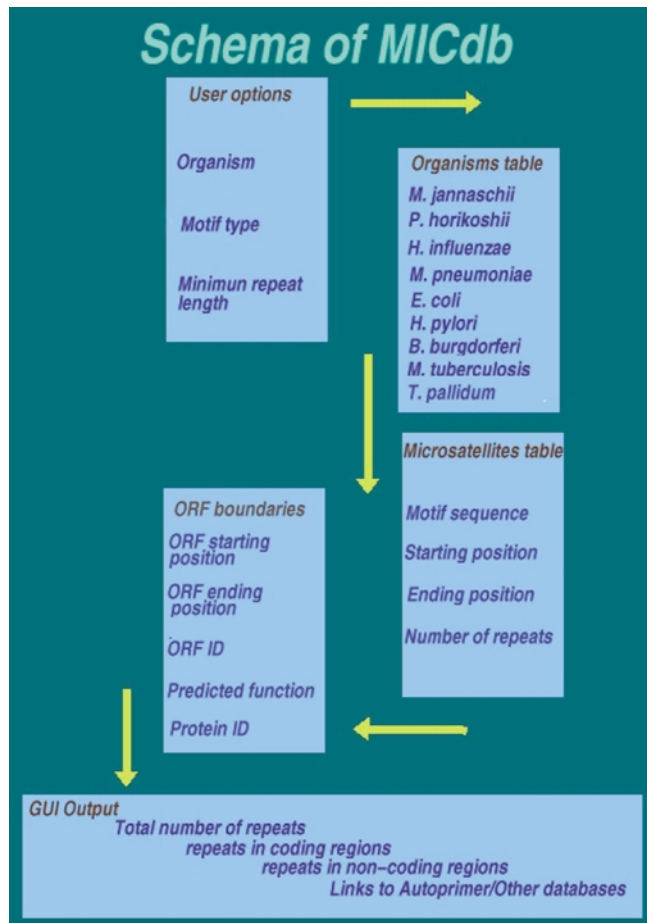 Schema of MICdb
User options
Organism
Motif type
Minimun repeat
length
Organisms table
M. jannaschii
P. horikoshii
H. influenzae
M. pneumoniae
E. coli
H. pylori
B. burgdorferi
M. tuberculosis
T. pallidum
Microsatellites table
Motif sequence
Starting position
Ending position
Number of repeats
ORF boundaries
ORF starting
position
ORF ending
position
ORF ID
Predicted function
Protein ID
GUI Output
Total number of repeats
repeats in coding regions
repeats in non-coding regions
Links to Autoprimer/Other databases